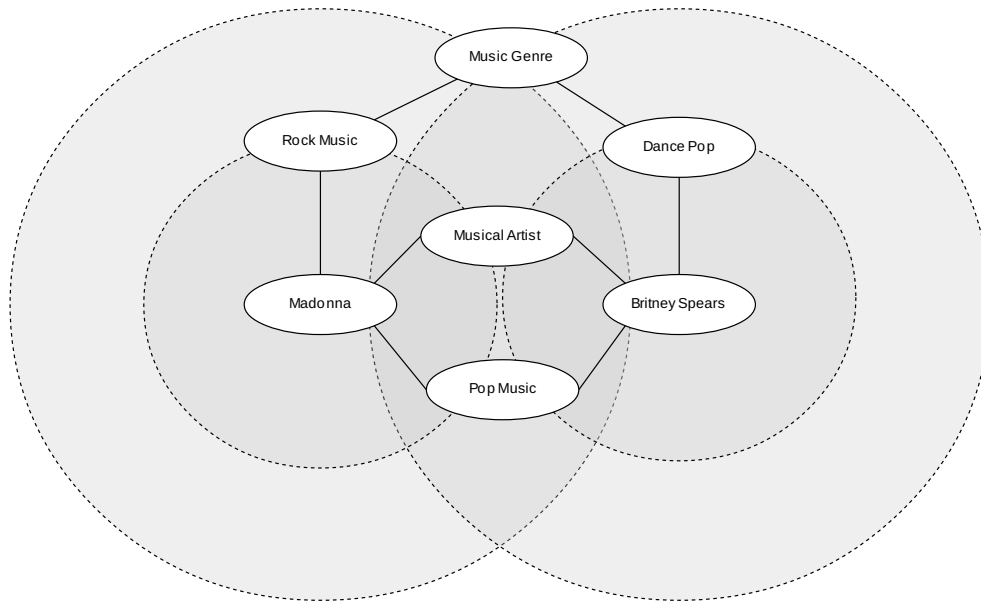 Music Genre
Rock Music
Dance Pop
Musical Artist
Madonna
Britney Spears
Pop Music